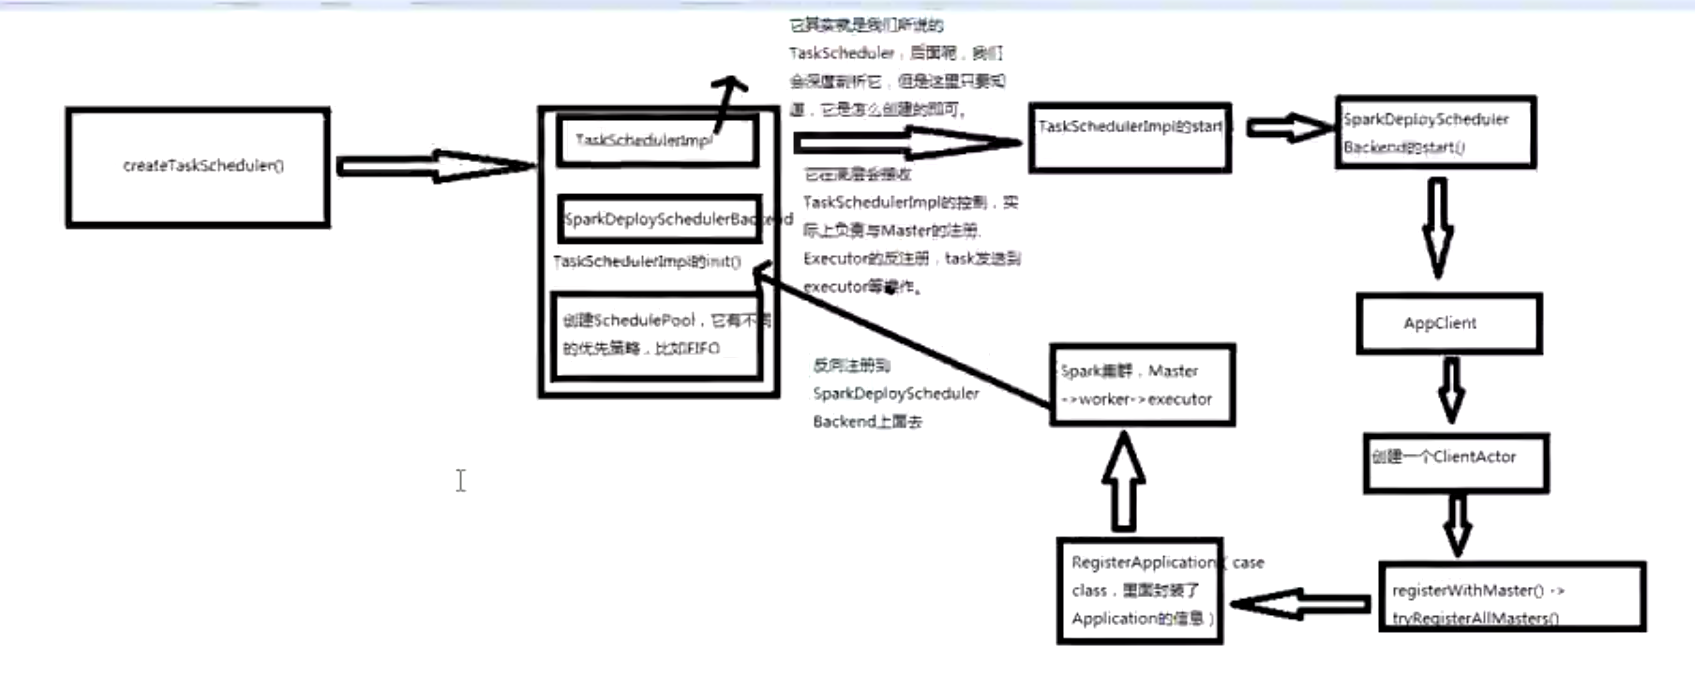 它其实就是我们所说的
TaskScheduler，后面呢，我们
会深度剖析它，但是这里只要知
道，它是怎么创建的即可。
createTaskScheduler()
TaskSchedulerImpl
SparkDeploySchedulerBackend
TaskSchedulerImpl的init()
创建SchedulePool，它有不同
的优先策略，比如FIFO
它在底层会接收
TaskSchedulerImpl的控制，实
际上负责与Master的注册、
Executor的反注册，task发送到
executor等操作。
TaskSchedulerImpl的start
SparkDeployScheduler
Backend的start()
AppClient
创建一个ClientActor
registerWithMaster() ->
tryRegisterAllMasters()
RegisterApplication（case
class，里面封装了
Application的信息）
Spark集群，Master
->worker->executor
反向注册到
SparkDeployScheduler
Backend上面去